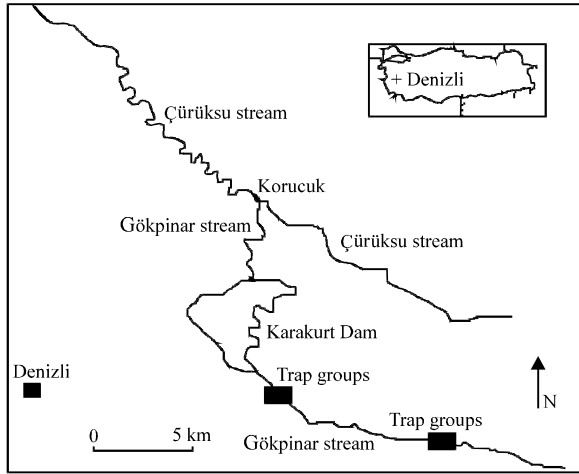 + Denizli
Çürüksu stream
Korucuk
Gökpinar stream
Çürüksu stream
Karakurt Dam
Denizli
Trap groups
Trap groups
N
0 5 km
Gökpinar stream